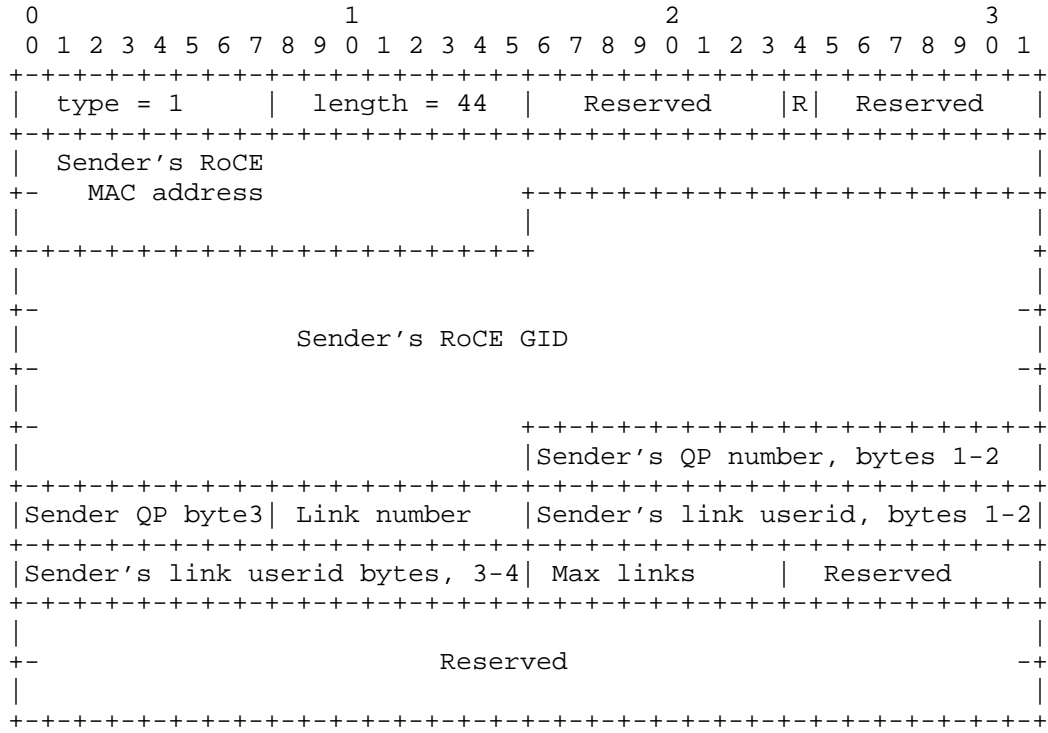 0 1 2 3
0 1 2 3 4 5 6 7 8 9 0 1 2 3 4 5 6 7 8 9 0 1 2 3 4 5 6 7 8 9 0 1
+-+-+-+-+-+-+-+-+-+-+-+-+-+-+-+-+-+-+-+-+-+-+-+-+-+-+-+-+-+-+-+-+
| type = 1 | length = 44 | Reserved |R| Reserved |
+-+-+-+-+-+-+-+-+-+-+-+-+-+-+-+-+-+-+-+-+-+-+-+-+-+-+-+-+-+-+-+-+
| Sender's RoCE |
+- MAC address +-+-+-+-+-+-+-+-+-+-+-+-+-+-+-+-+
| | |
+-+-+-+-+-+-+-+-+-+-+-+-+-+-+-+-+ +
| |
+- -+
| Sender's RoCE GID |
+- -+
| |
+- +-+-+-+-+-+-+-+-+-+-+-+-+-+-+-+-+
| |Sender's QP number, bytes 1-2 |
+-+-+-+-+-+-+-+-+-+-+-+-+-+-+-+-+-+-+-+-+-+-+-+-+-+-+-+-+-+-+-+-+
|Sender QP byte3| Link number |Sender's link userid, bytes 1-2|
+-+-+-+-+-+-+-+-+-+-+-+-+-+-+-+-+-+-+-+-+-+-+-+-+-+-+-+-+-+-+-+-+
|Sender's link userid bytes, 3-4| Max links | Reserved |
+-+-+-+-+-+-+-+-+-+-+-+-+-+-+-+-+-+-+-+-+-+-+-+-+-+-+-+-+-+-+-+-+
| |
+- Reserved -+
| |
+-+-+-+-+-+-+-+-+-+-+-+-+-+-+-+-+-+-+-+-+-+-+-+-+-+-+-+-+-+-+-+-+